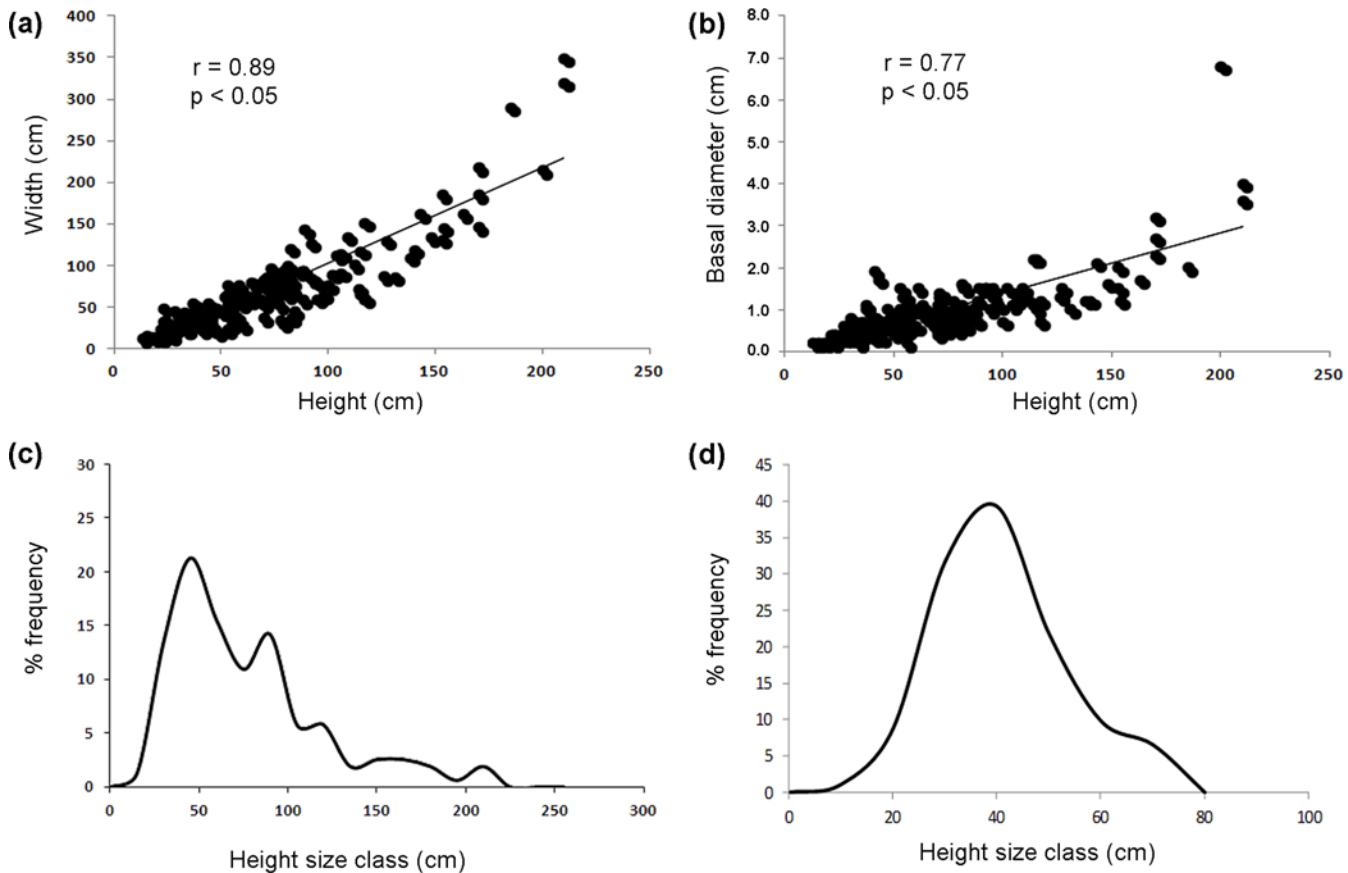 (a)
400
350
300
250
200
150
100
50
0
Width (cm)
r = 0.89
p < 0.05
0 50 100 150 200 250
Height (cm)
(b)
8.0
7.0
6.0
5.0
4.0
3.0
2.0
1.0
0.0
Basal diameter (cm)
r = 0.77
p < 0.05
0 50 100 150 200 250
Height (cm)
(c)
30
25
20
15
10
5
0
% frequency
0 50 100 150 200 250 300
Height size class (cm)
(d)
45
40
35
30
25
20
15
10
5
0
% frequency
0 20 40 60 80 100
Height size class (cm)